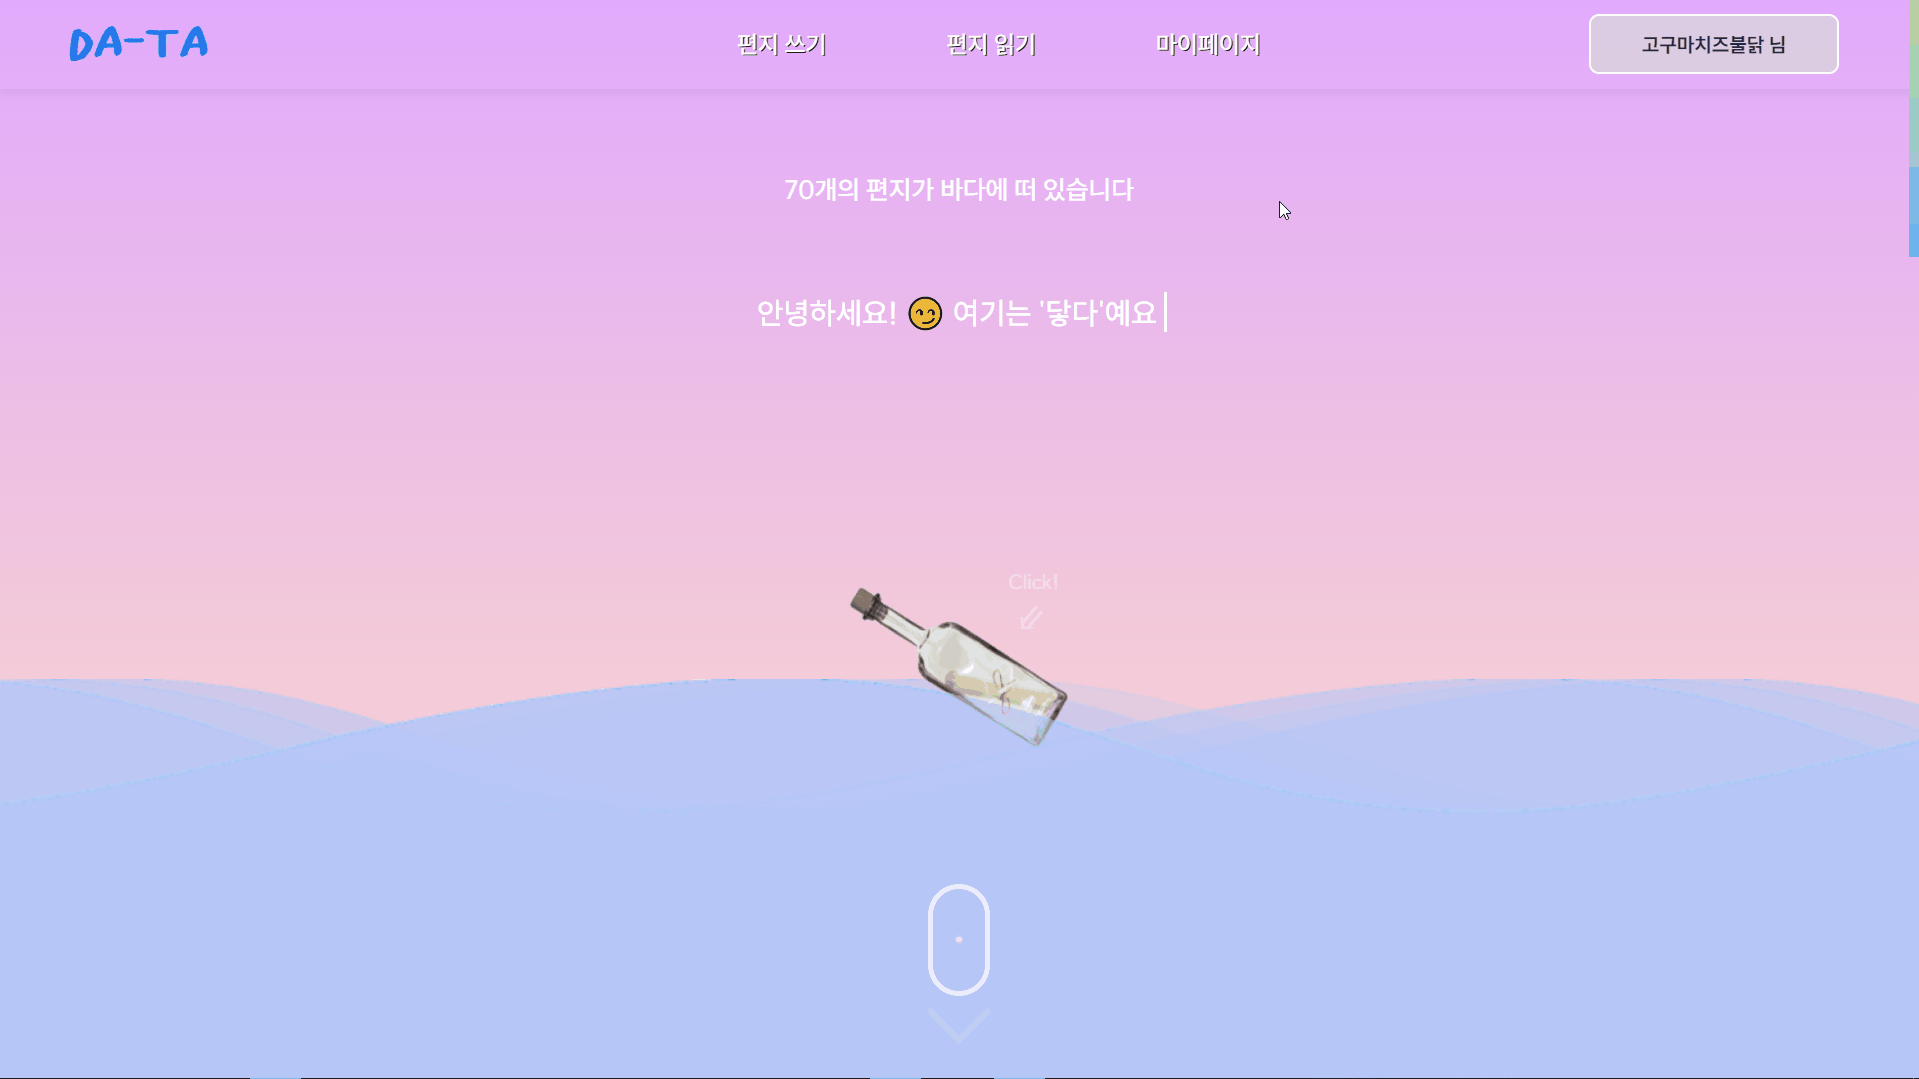 DA-TA
편지 쓰기
편지 읽기
마이페이지
고구마치즈불닭 님
70개의 편지가 바다에 떠 있습니다
안녕하세요! 😏 여기는 '닿다'예요
Click!